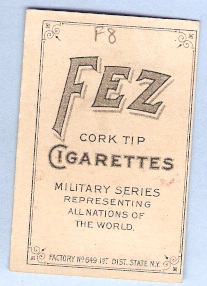 F8
FEZ
CORK TIP
CIGARETTES
MILITARY SERIES
REPRESENTING
ALL NATIONS OF
THE WORLD.
FACTORY Nº 649 1ST DIST. STATE N.Y.